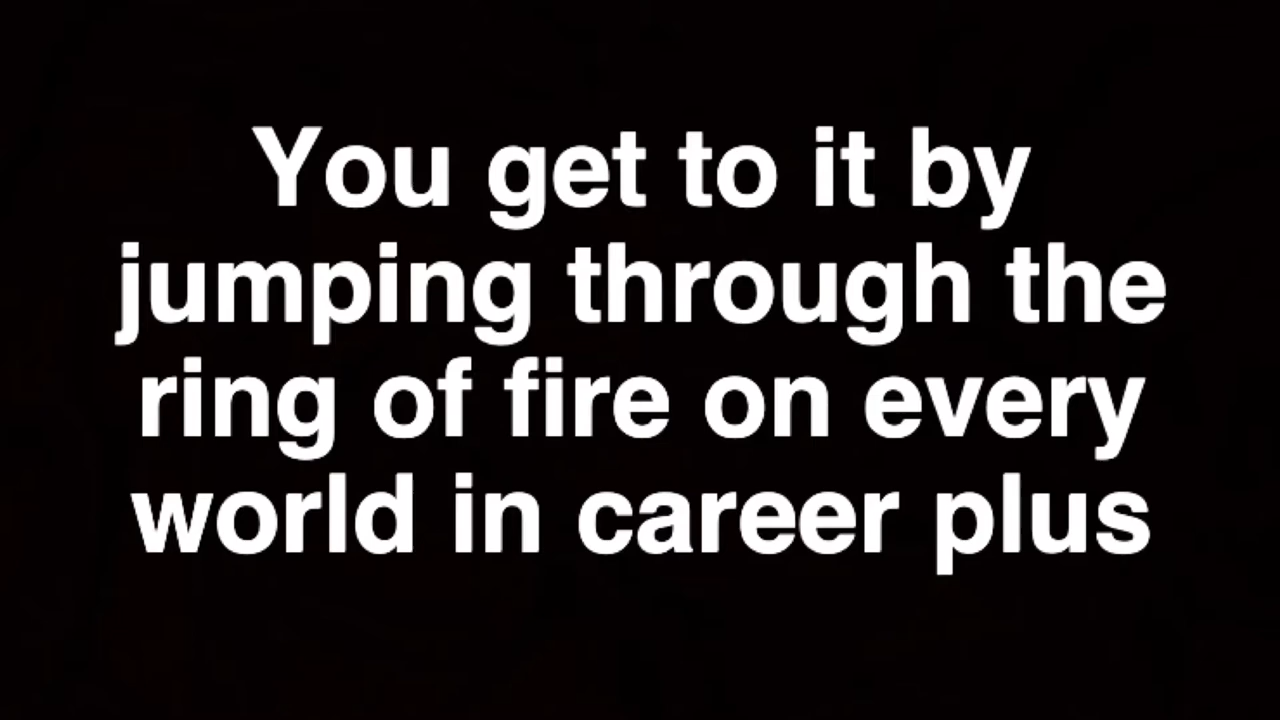 You get to it by
jumping through the
ring of fire on every
world in career plus